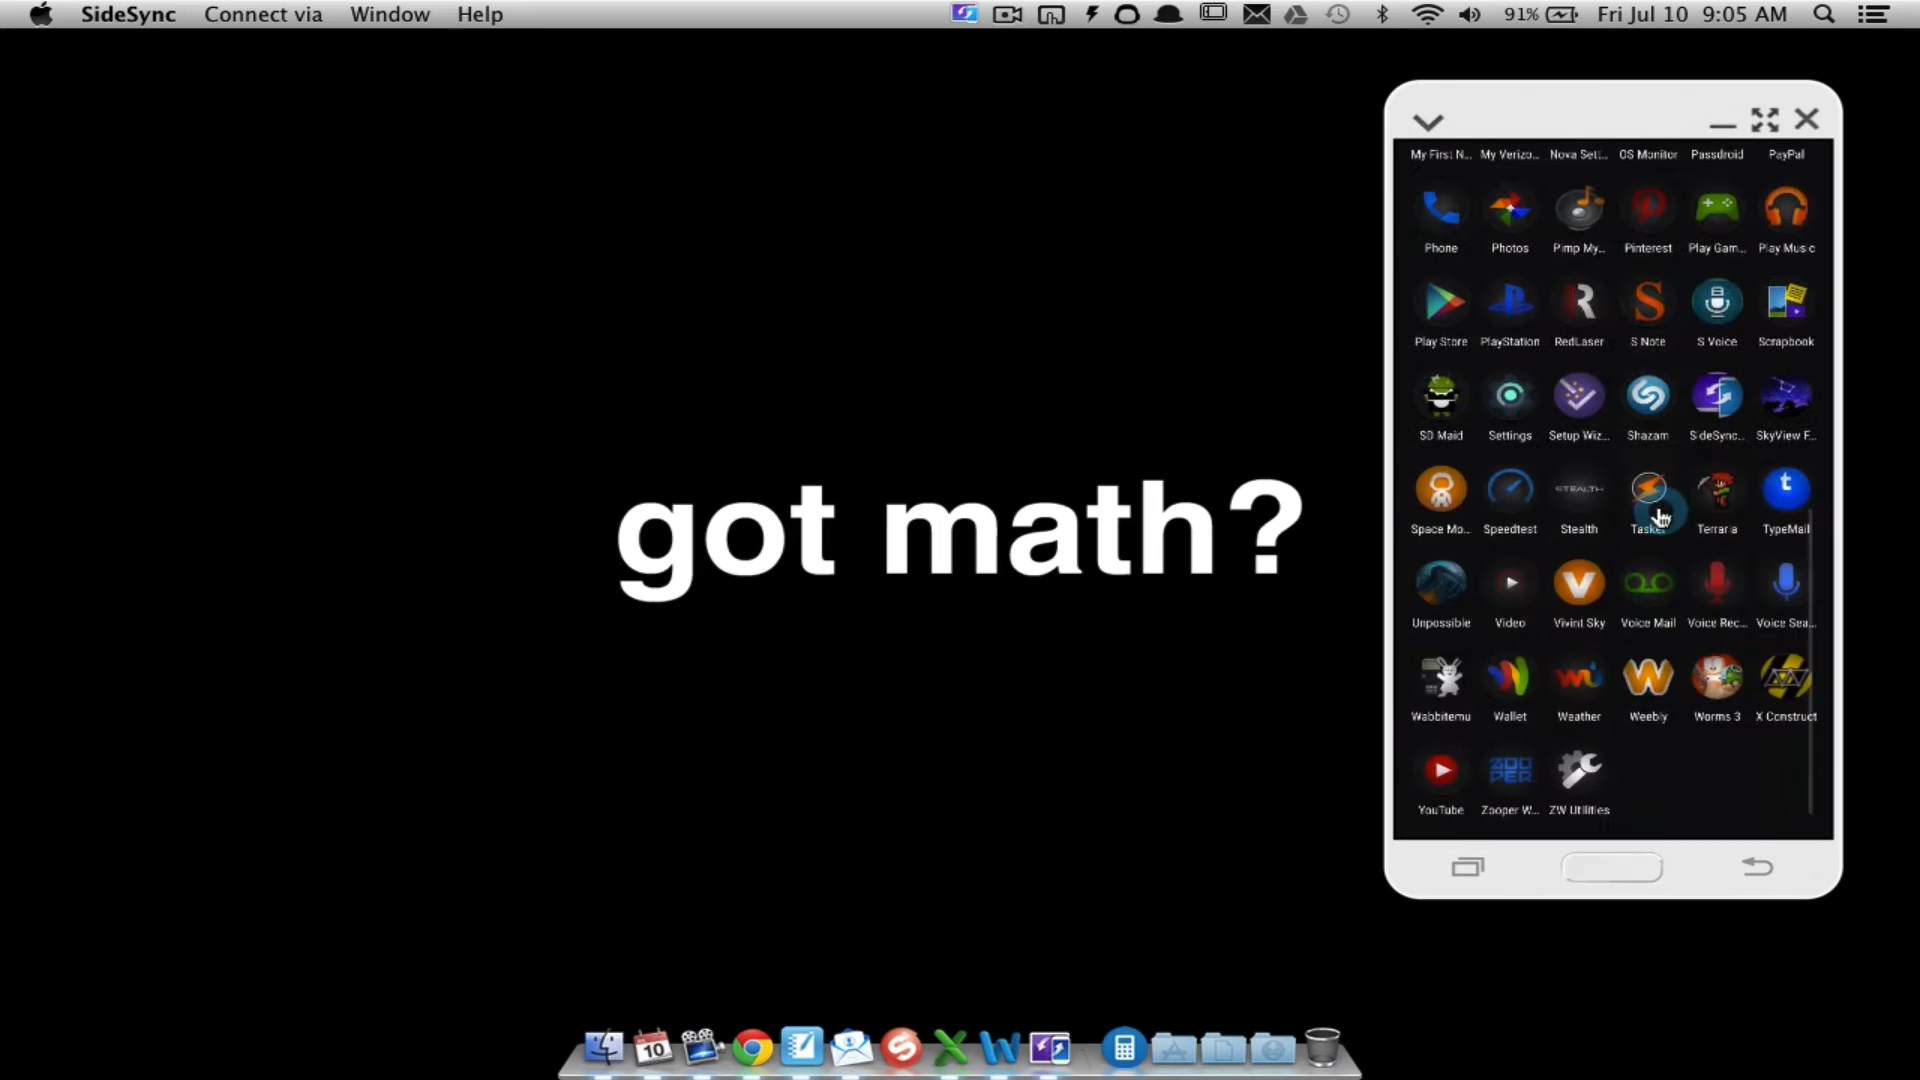 SideSync Connect via Window Help 91% Fri Jul 10 9:05 AM
My First N... My Verizo... Nova Sett... OS Monitor Passdroid PayPal
Phone Photos Pimp My... Pinterest Play Gam... Play Music
Play Store PlayStation RedLaser S Note S Voice Scrapbook
SD Maid Settings Setup Wiz... Shazam SideSync... SkyView F...
STEALTH
Space Mo... Speedtest Stealth Terraria TypeMail
got math?
Unpossible Video Vivint Sky Voice Mail Voice Rec... Voice Sea...
Wabbitemu Wallet Weather Weebly Worms 3 X Construct
ZOOPER
YouTube Zooper W... ZW Utilities
10